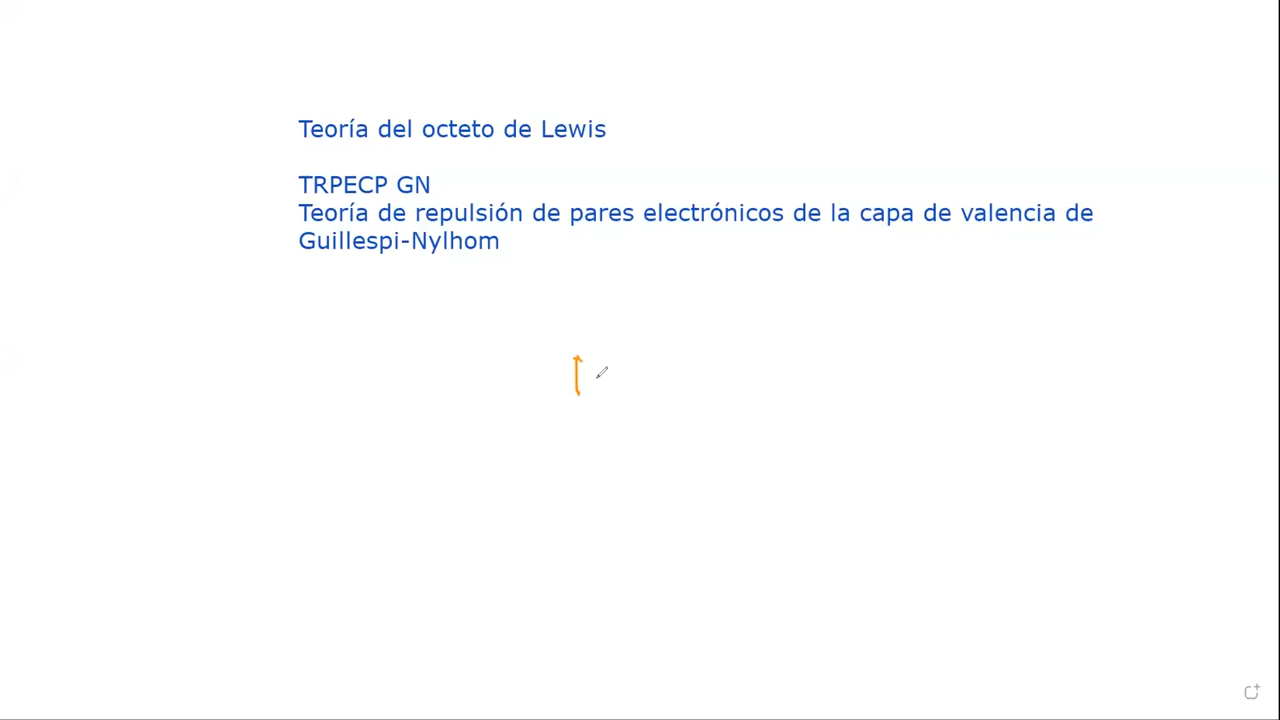 Teoría del octeto de Lewis
TRPECP GN
Teoría de repulsión de pares electrónicos de la capa de valencia de
Guillespi-Nylhom